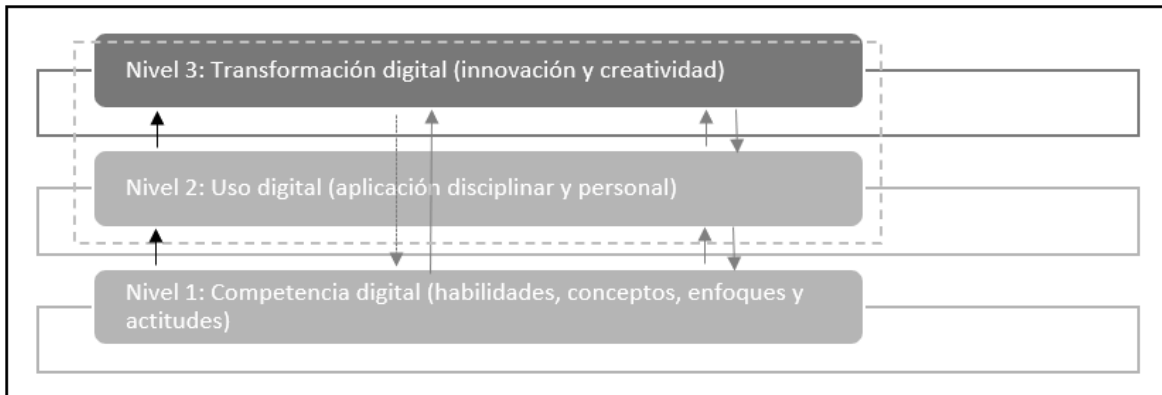 Nivel 3: Transformación digital (innovación y creatividad)
Nivel 2: Uso digital (aplicación disciplinar y personal)
Nivel 1: Competencia digital (habilidades, conceptos, enfoques y
actitudes)